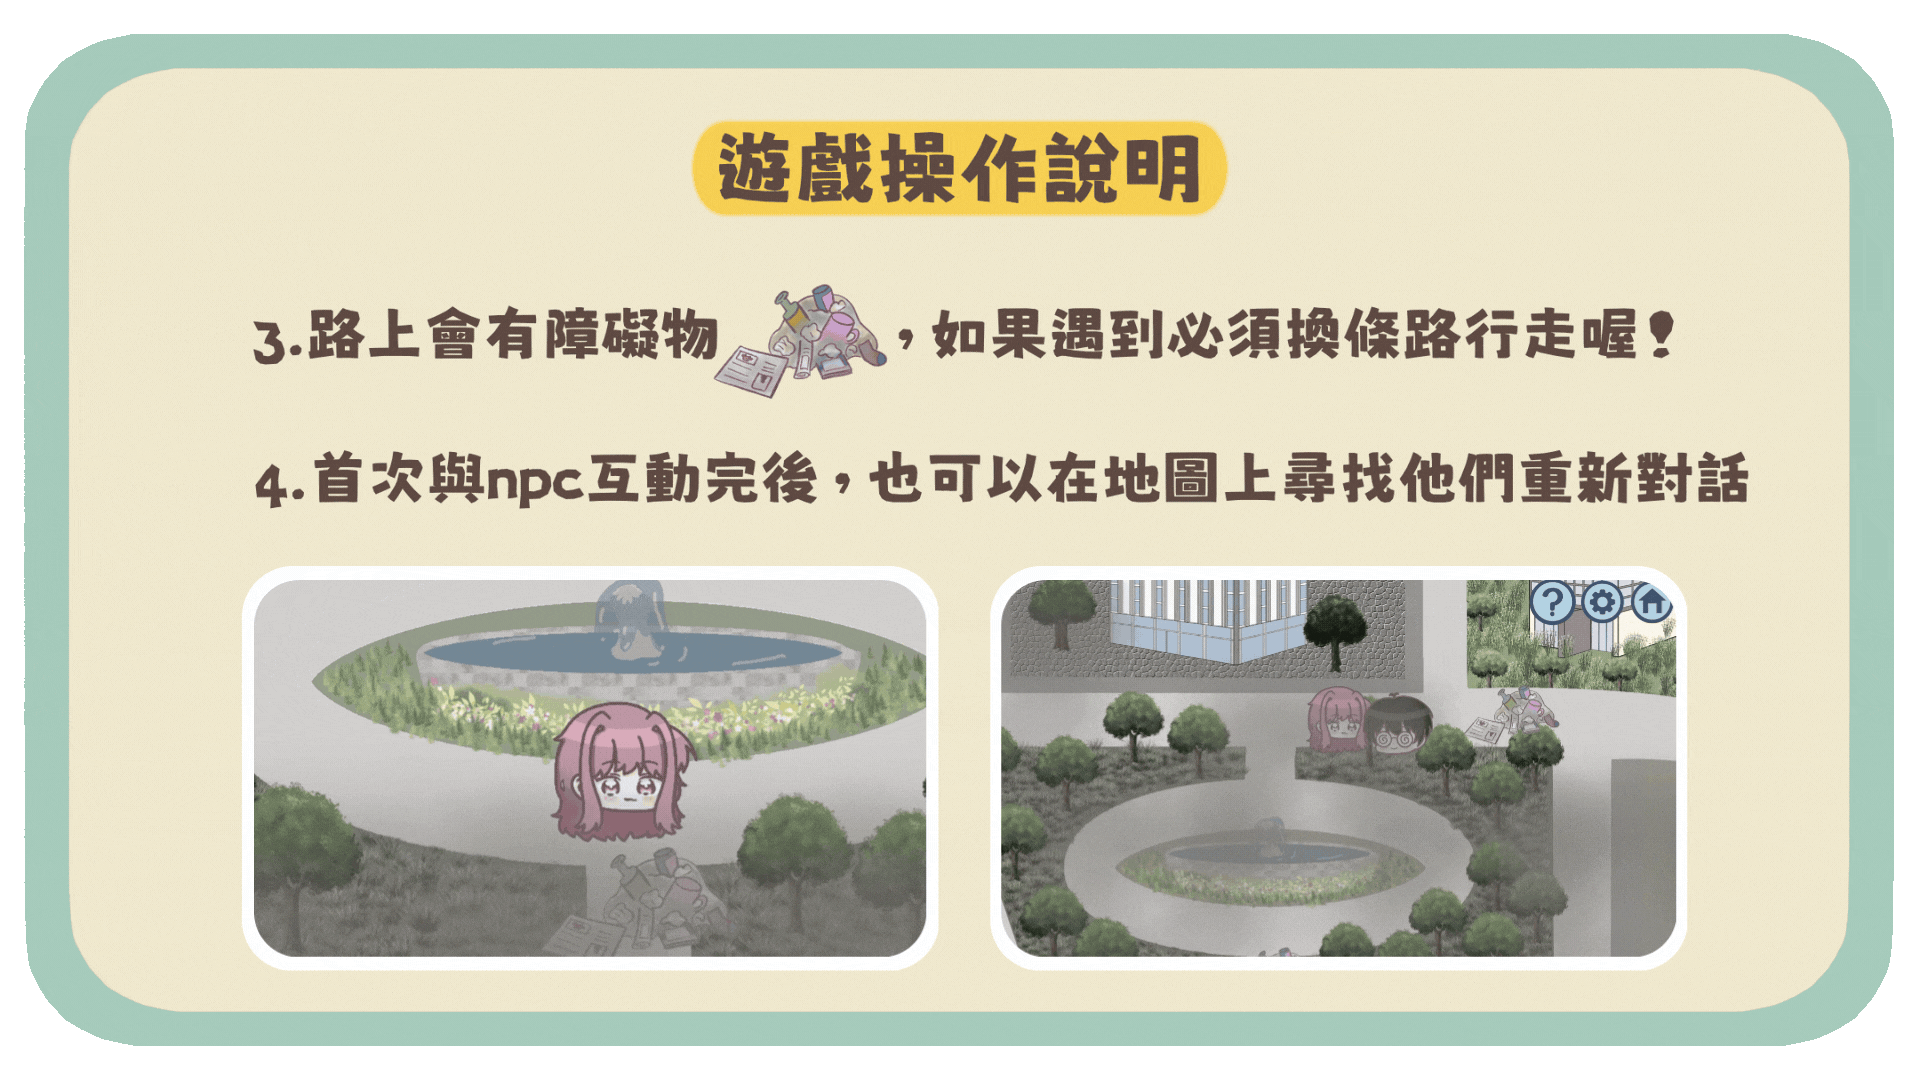 遊戲操作說明
3.路上會有障礙物，如果遇到必須換條路行走喔！
4.首次與npc互動完後，也可以在地圖上尋找他們重新對話
?